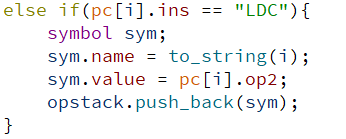 else if(pc[i].ins == "LDC"){
    symbol sym;
    sym.name = to_string(i);
    sym.value = pc[i].op2;
    opstack.push_back(sym);
}